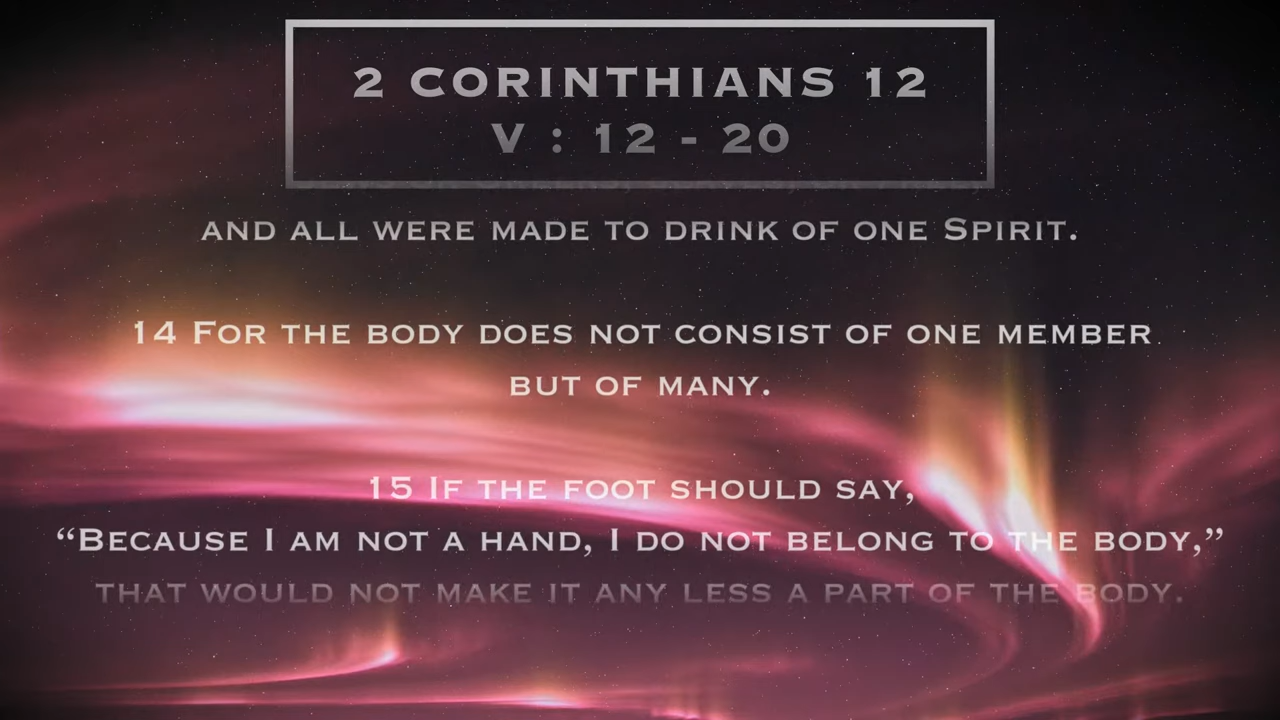 2 CORINTHIANS 12
V : 12 - 20
AND ALL WERE MADE TO DRINK OF ONE SPIRIT.
14 FOR THE BODY DOES NOT CONSIST OF ONE MEMBER
BUT OF MANY.
15 IF THE FOOT SHOULD SAY,
“BECAUSE I AM NOT A HAND, I DO NOT BELONG TO THE BODY,”
THAT WOULD NOT MAKE IT ANY LESS A PART OF THE BODY.